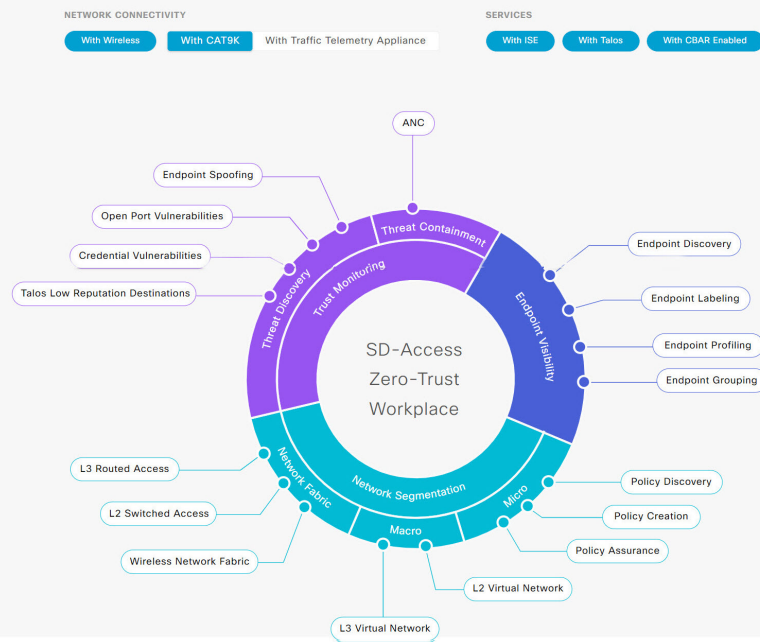 NETWORK CONNECTIVITY
SERVICES
With Wireless
With CAT9K
With Traffic Telemetry Appliance
With ISE
With Talos
With CBAR Enabled
ANC
Endpoint Spoofing
Open Port Vulnerabilities
Credential Vulnerabilities
Talos Low Reputation Destinations
Threat Containment
Threat Discovery
Trust Monitoring
Endpoint Visibility
Endpoint Discovery
Endpoint Labeling
Endpoint Profiling
Endpoint Grouping
SD-Access
Zero-Trust
Workplace
L3 Routed Access
L2 Switched Access
Wireless Network Fabric
Network Fabric
Network Segmentation
Macro
Micro
Policy Discovery
Policy Creation
Policy Assurance
L2 Virtual Network
L3 Virtual Network